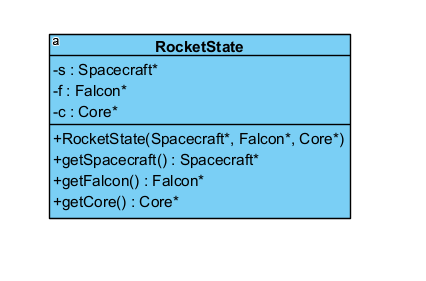 a
RocketState
-s : Spacecraft*
-f : Falcon*
-c : Core*
+RocketState(Spacecraft*, Falcon*, Core*)
+getSpacecraft() : Spacecraft*
+getFalcon() : Falcon*
+getCore() : Core*